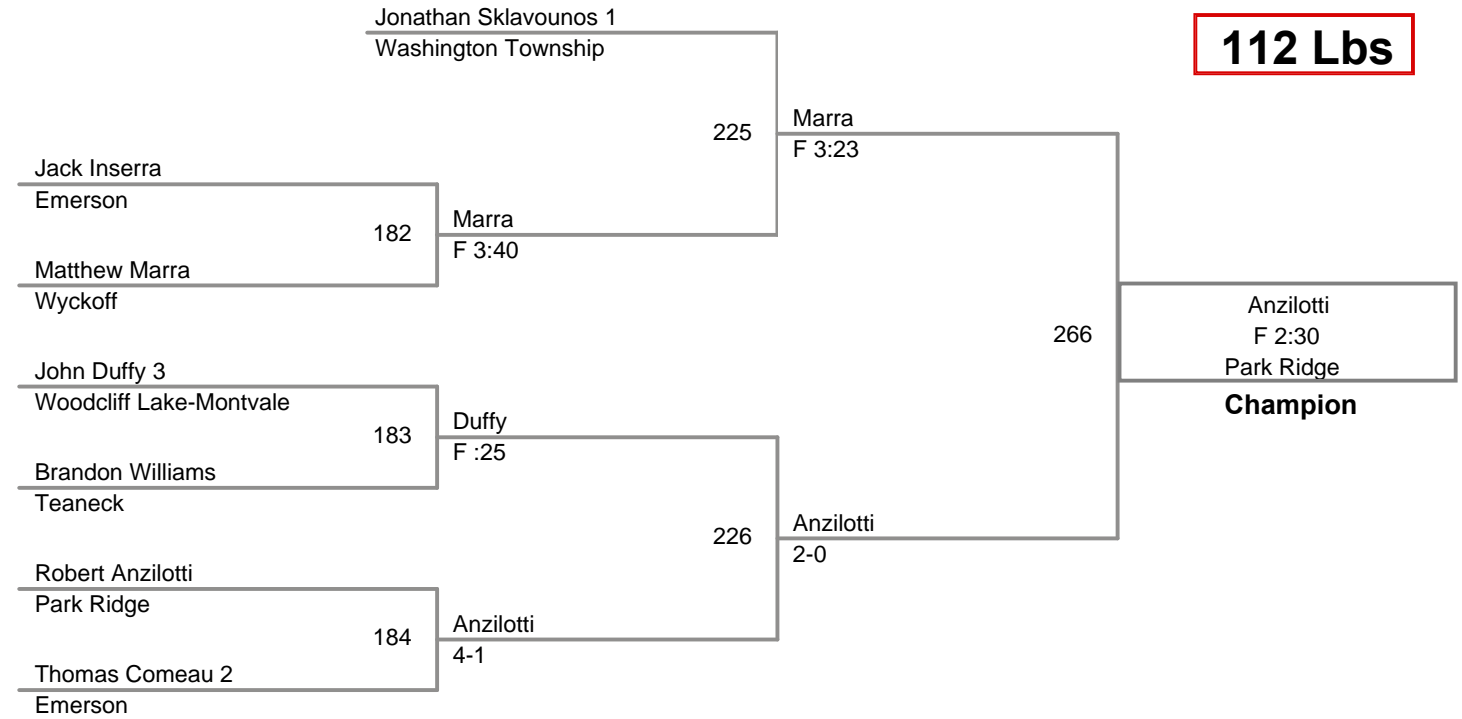 Jonathan Sklavounos 1
Washington Township
112 Lbs
225
Marra
F 3:23
Jack Inserra
Emerson
182
Marra
F 3:40
Matthew Marra
Wyckoff
266
Anzilotti
F 2:30
Park Ridge
Champion
John Duffy 3
Woodcliff Lake-Montvale
183
Duffy
F :25
Brandon Williams
Teaneck
226
Anzilotti
2-0
Robert Anzilotti
Park Ridge
184
Anzilotti
4-1
Thomas Comeau 2
Emerson